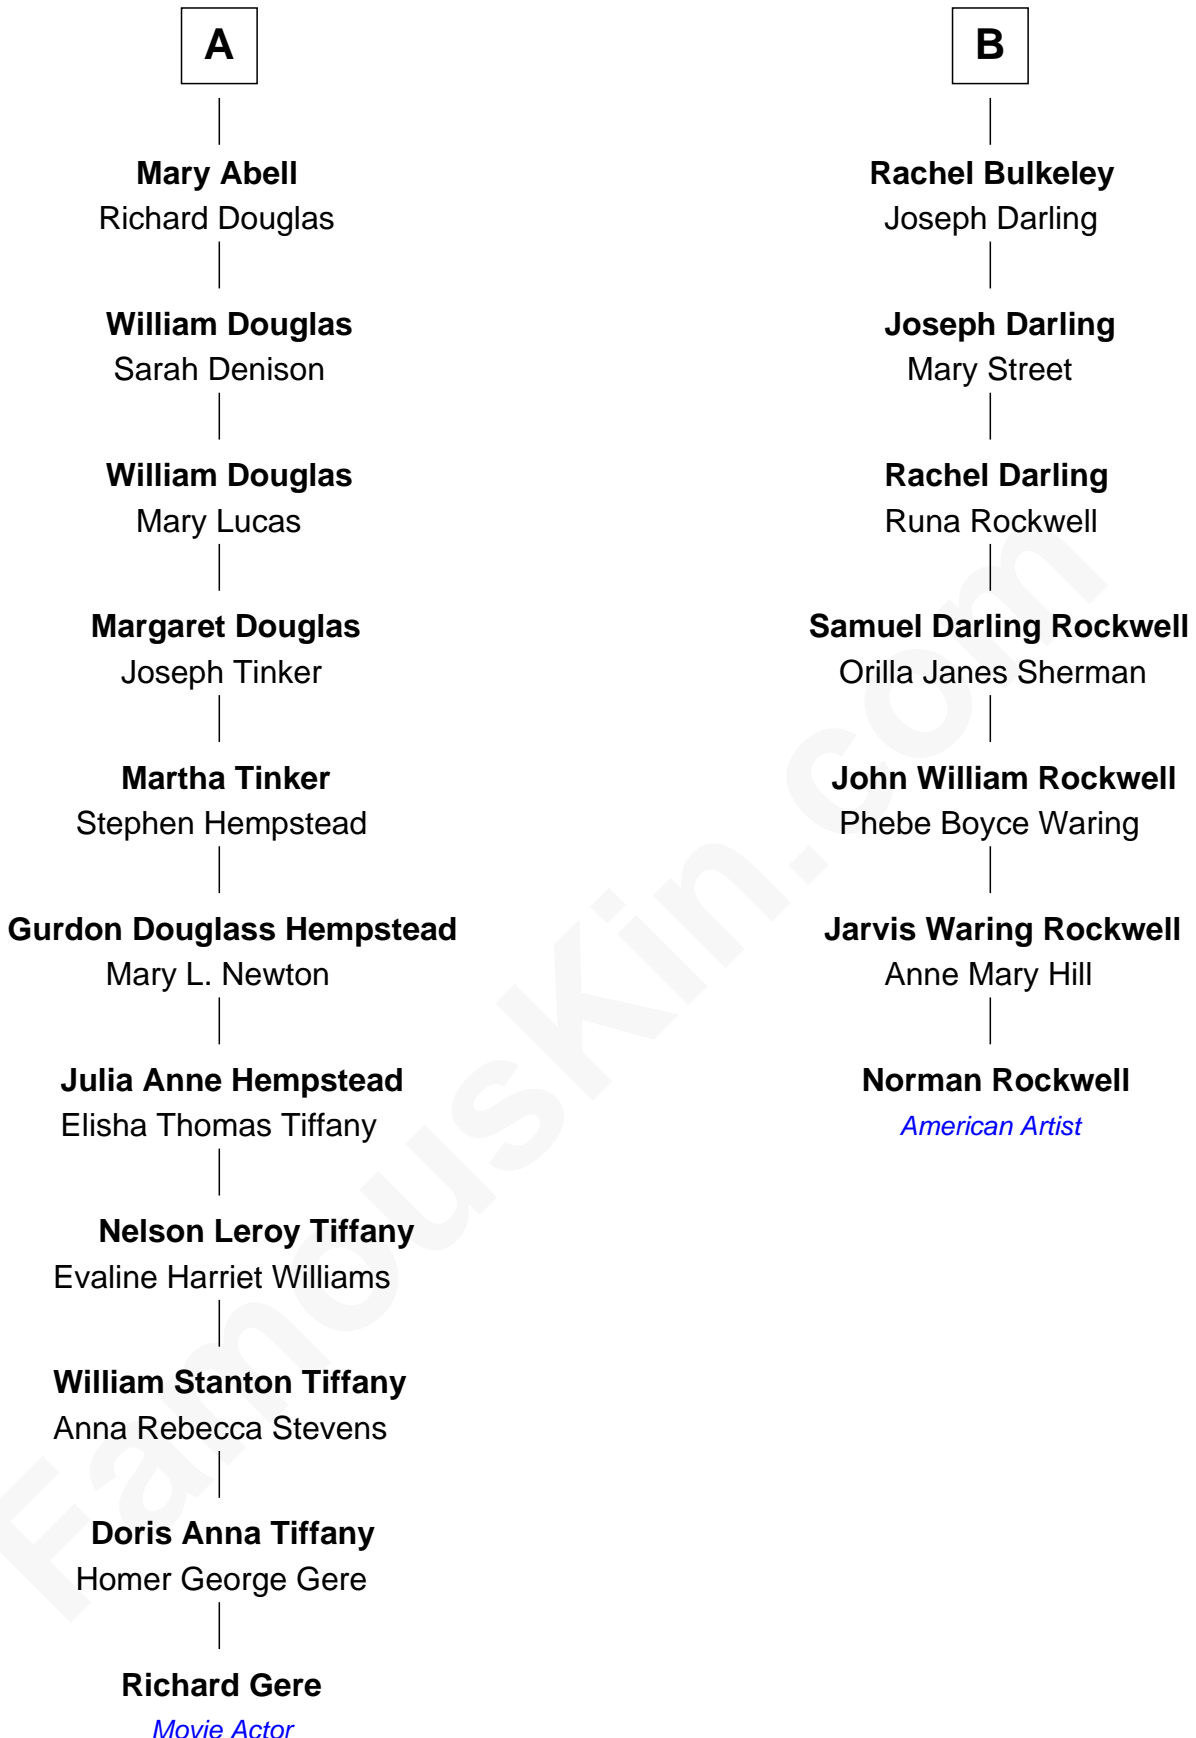 A
Mary Abell
Richard Douglas
William Douglas
Sarah Denison
William Douglas
Mary Lucas
Margaret Douglas
Joseph Tinker
Martha Tinker
Stephen Hempstead
Gurdon Douglass Hempstead
Mary L. Newton
Julia Anne Hempstead
Elisha Thomas Tiffany
Nelson Leroy Tiffany
Evaline Harriet Williams
William Stanton Tiffany
Anna Rebecca Stevens
Doris Anna Tiffany
Homer George Gere
Richard Gere
Movie Actor
B
Rachel Bulkeley
Joseph Darling
Joseph Darling
Mary Street
Rachel Darling
Runa Rockwell
Samuel Darling Rockwell
Orilla Janes Sherman
John William Rockwell
Phebe Boyce Waring
Jarvis Waring Rockwell
Anne Mary Hill
Norman Rockwell
American Artist
FamousKin.com